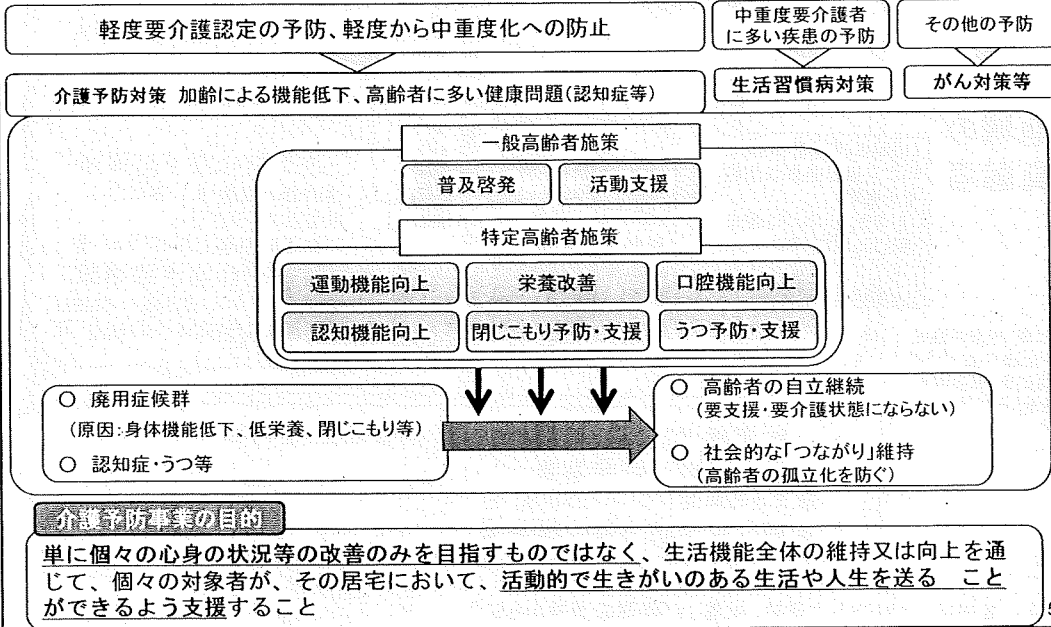 軽度要介護認定の予防、軽度から中重度化への防止
中重度要介護者
に多い疾患の予防
その他の予防
介護予防対策 加齢による機能低下、高齢者に多い健康問題(認知症等)
生活習慣病対策
がん対策等
一般高齢者施策
普及啓発
活動支援
特定高齢者施策
運動機能向上
栄養改善
口腔機能向上
認知機能向上
閉じこもり予防・支援
うつ予防・支援
○ 廃用症候群
(原因:身体機能低下、低栄養、閉じこもり等)
○ 認知症・うつ等
○ 高齢者の自立継続
(要支援・要介護状態にならない)
○ 社会的な「つながり」維持
(高齢者の孤立化を防ぐ)
介護予防事業の目的
単に個々の心身の状況等の改善のみを目指すものではなく、生活機能全体の維持又は向上を通
じて、個々の対象者が、その居宅において、活動的で生きがいのある生活や人生を送る こと
ができるよう支援すること
5